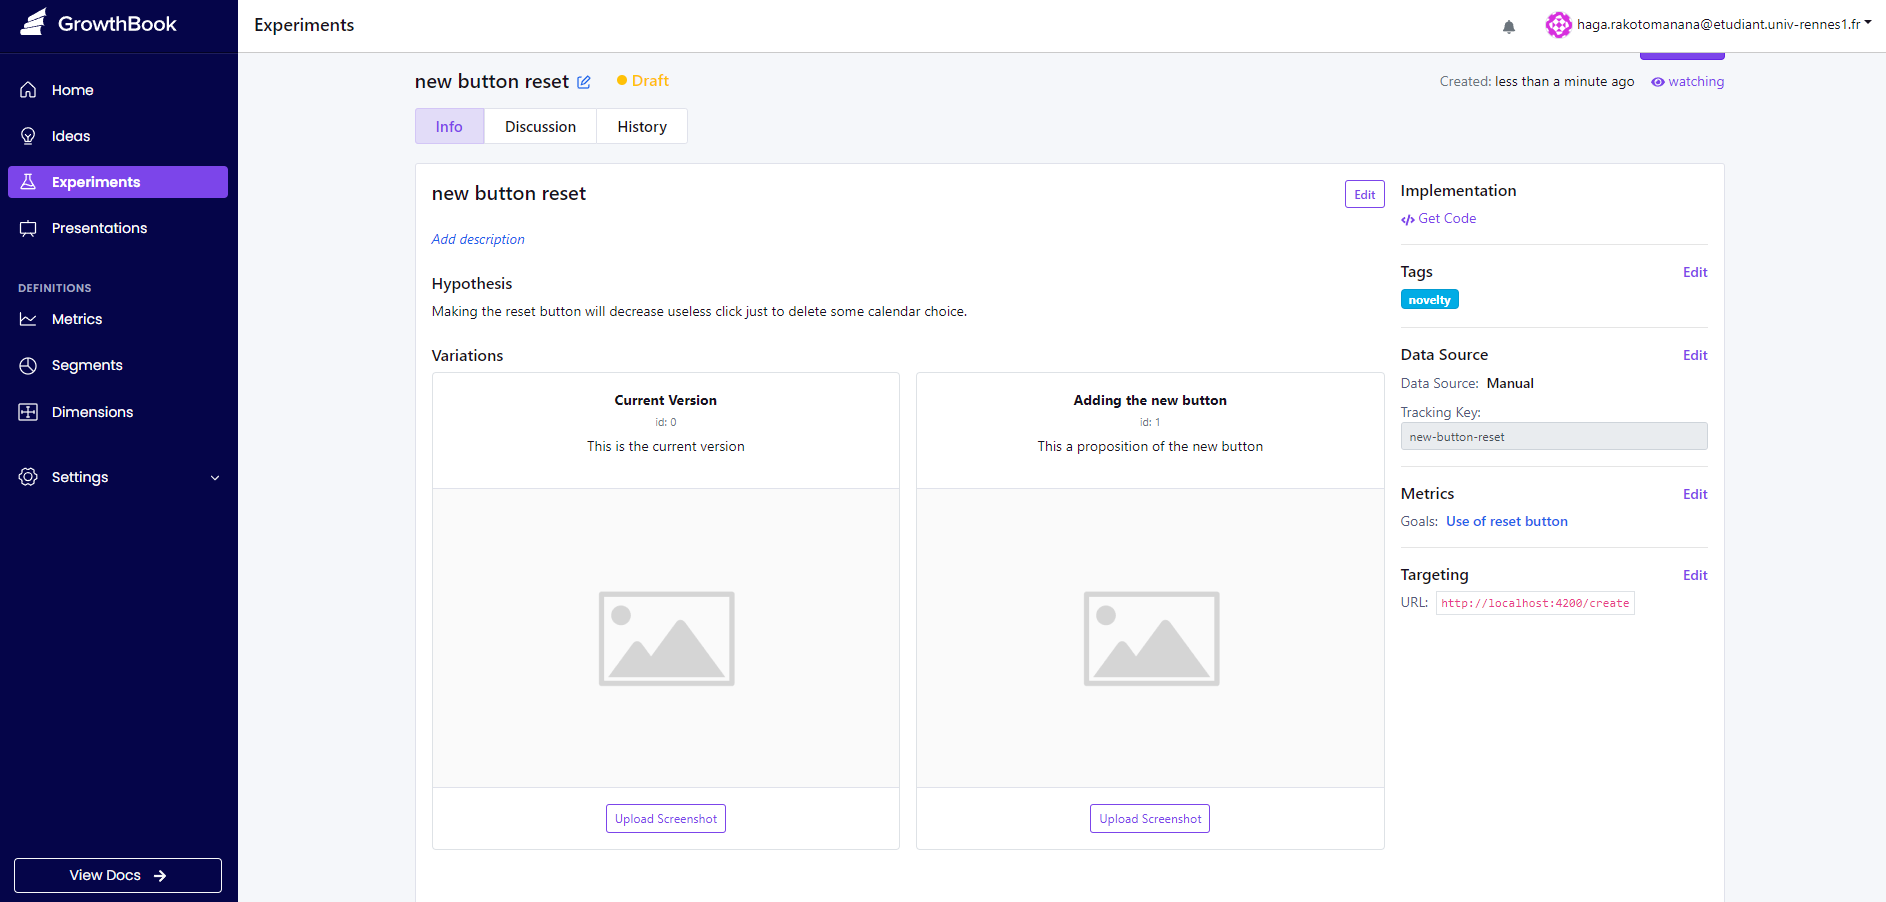 GrowthBook
Experiments
haga.rakotomanana@etudiant.univ-rennes1.fr
Home
Ideas
Experiments
Presentations
DEFINITIONS
Metrics
Segments
Dimensions
Settings
View Docs
new button reset
Draft
Created: less than a minute ago
watching
Info
Discussion
History
new button reset
Edit
Add description
Hypothesis
Making the reset button will decrease useless click just to delete some calendar choice.
Variations
Current Version
id: 0
This is the current version
Upload Screenshot
Adding the new button
id: 1
This a proposition of the new button
Upload Screenshot
Implementation
</> Get Code
Tags
Edit
novelty
Data Source
Edit
Data Source: Manual
Tracking Key:
new-button-reset
Metrics
Edit
Goals: Use of reset button
Targeting
Edit
URL: http://localhost:4200/create